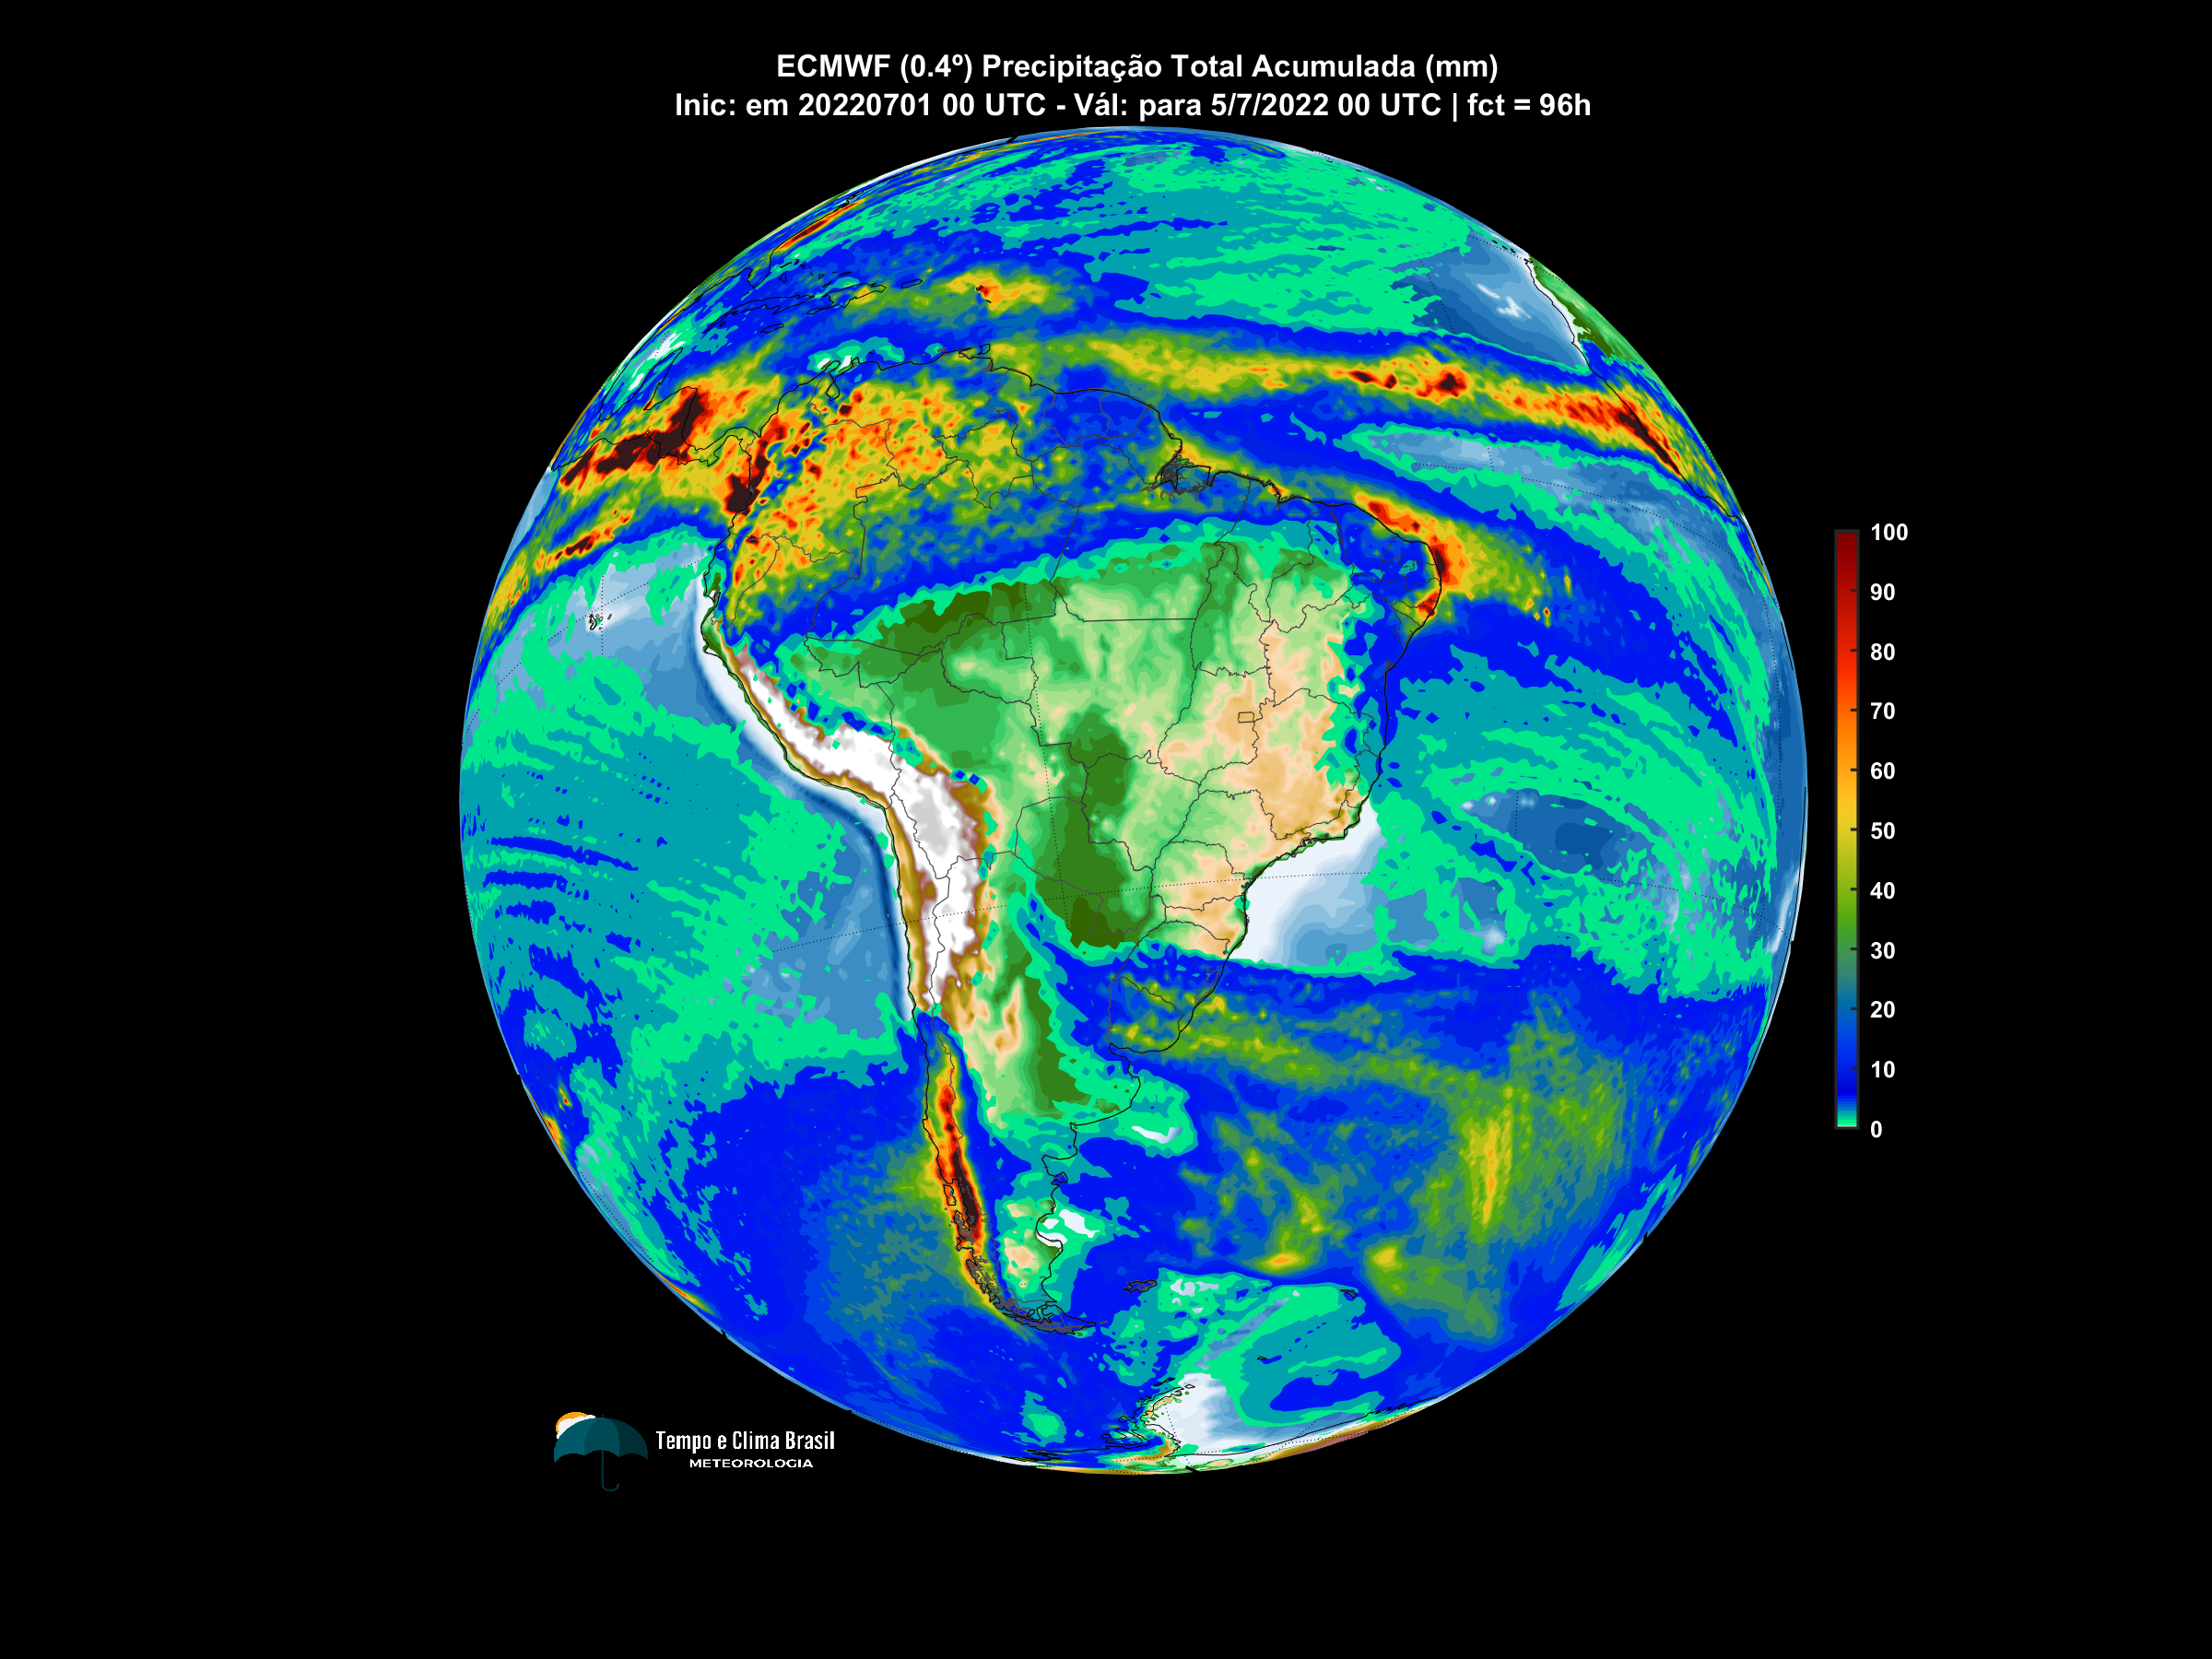 ECMWF (0.4º) Precipitação Total Acumulada (mm)
Inic: em 20220701 00 UTC - Vál: para 5/7/2022 00 UTC | fct = 96h
100
90
80
70
60
50
40
30
20
10
0
Tempo e Clima Brasil
METEOROLOGIA